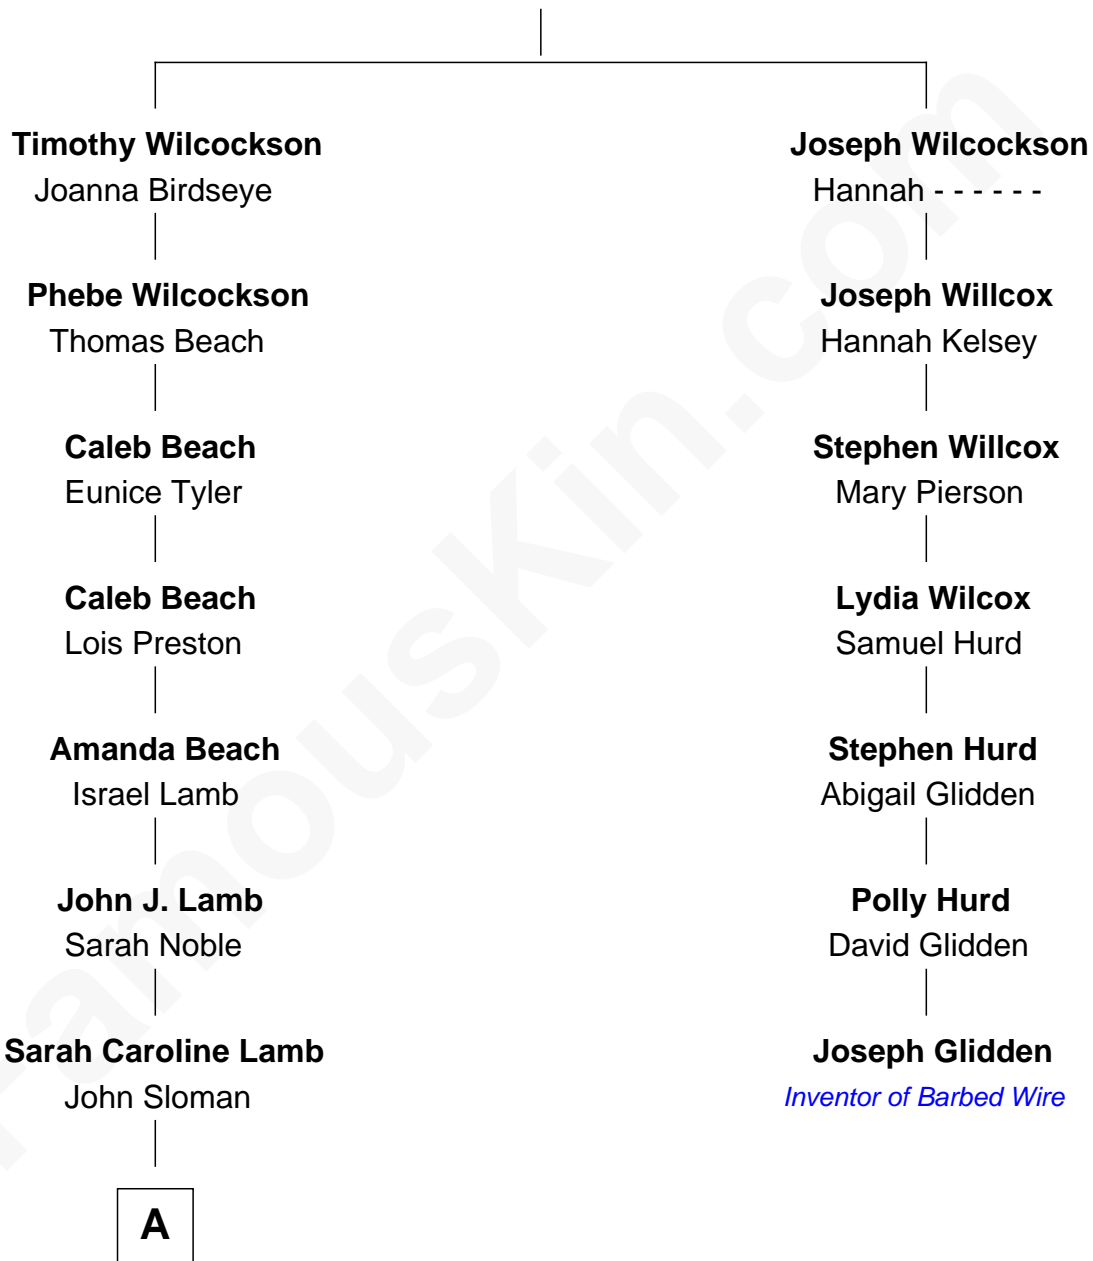 Timothy Wilcockson
Joanna Birdseye
Phebe Wilcockson
Thomas Beach
Caleb Beach
Eunice Tyler
Caleb Beach
Lois Preston
Amanda Beach
Israel Lamb
John J. Lamb
Sarah Noble
Sarah Caroline Lamb
John Sloman
A
Joseph Wilcockson
Hannah - - - - - -
Joseph Willcox
Hannah Kelsey
Stephen Willcox
Mary Pierson
Lydia Wilcox
Samuel Hurd
Stephen Hurd
Abigail Glidden
Polly Hurd
David Glidden
Joseph Glidden
Inventor of Barbed Wire
FamousKin.com